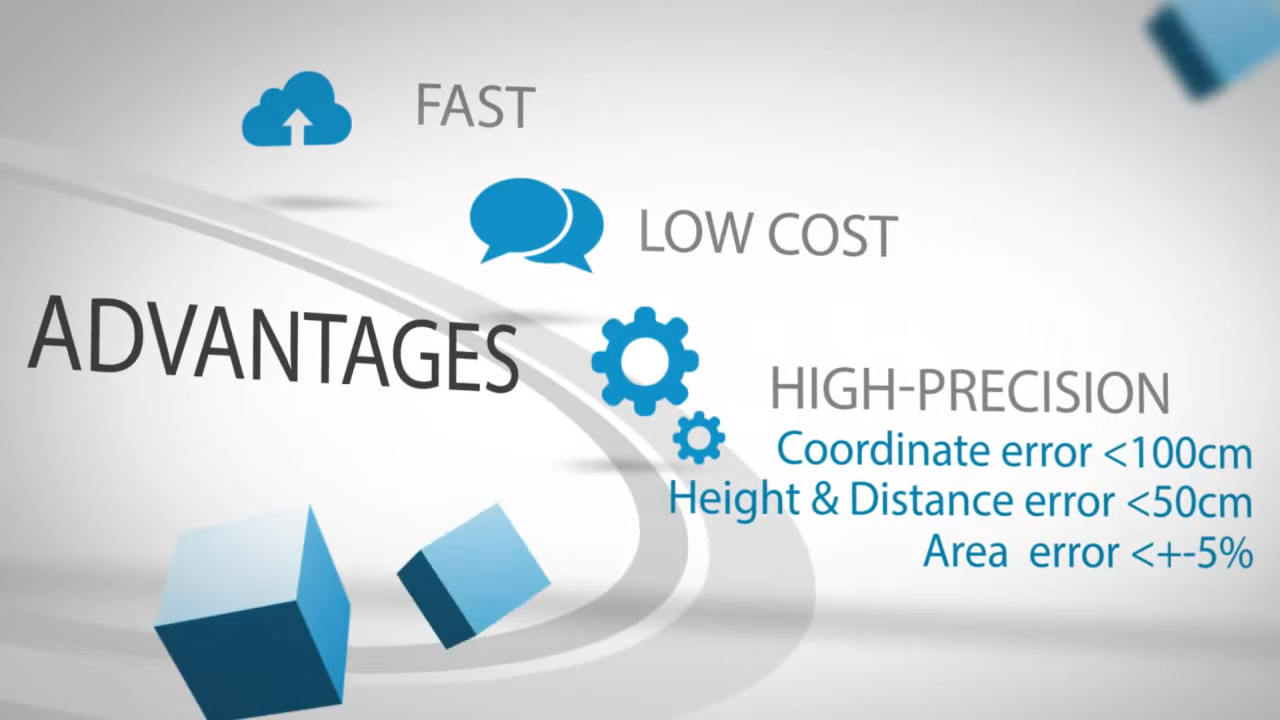 FAST
LOW COST
ADVANTAGES
HIGH-PRECISION
Coordinate error <100cm
Height & Distance error <50cm
Area error <+-5%